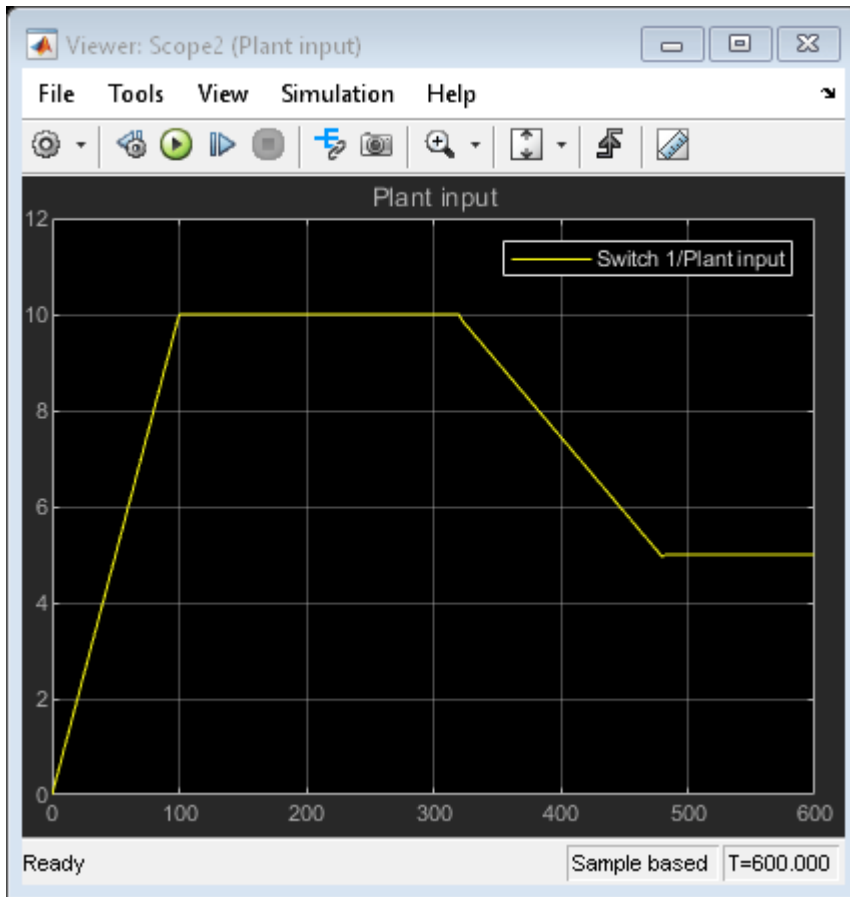 Viewer: Scope2 (Plant input)
File Tools View Simulation Help
Plant input
12
Switch 1/Plant input
10
8
6
4
2
0
0 100 200 300 400 500 600
Ready Sample based T=600.000